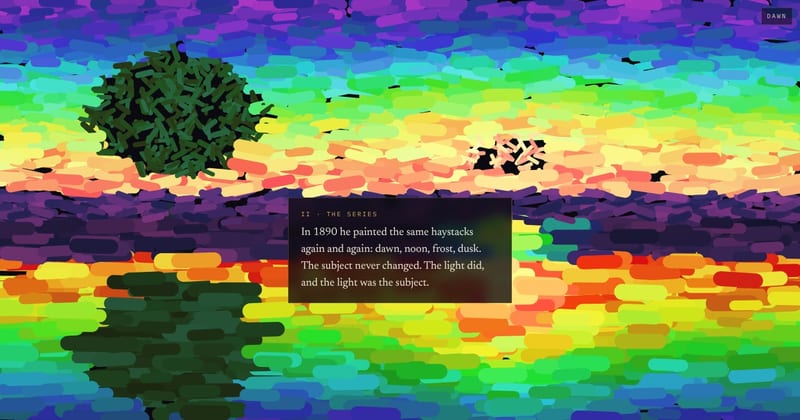 DAWN
II · THE SERIES
In 1890 he painted the same haystacks
again and again: dawn, noon, frost, dusk.
The subject never changed. The light did,
and the light was the subject.